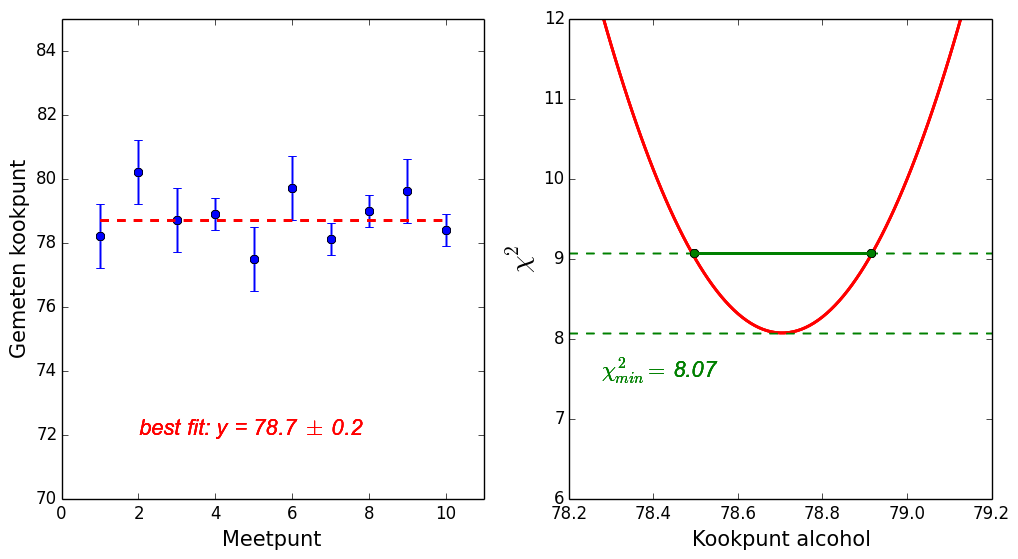 Gemeten kookpunt
84
82
80
78
76
74
72
70
best fit: y = 78.7 ± 0.2
0 2 4 6 8 10
Meetpunt
χ²
12
11
10
9
8
7
6
χ²min = 8.07
78.2 78.4 78.6 78.8 79.0 79.2
Kookpunt alcohol